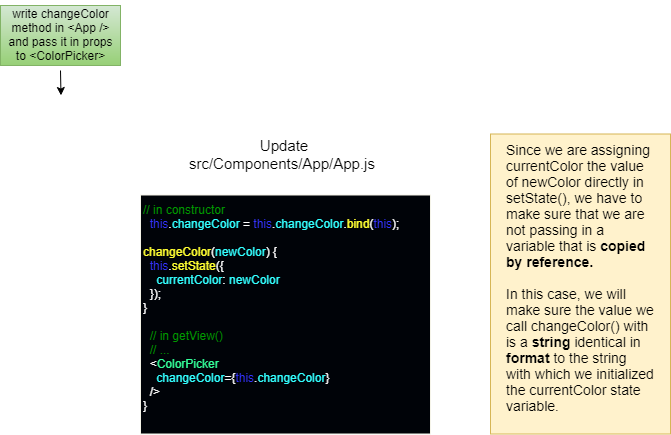 write changeColor
method in <App />
and pass it in props
to <ColorPicker>
Update
src/Components/App/App.js
// in constructor
this.changeColor = this.changeColor.bind(this);
changeColor(newColor) {
this.setState({
currentColor: newColor
});
}
// in getView()
// ...
<ColorPicker
changeColor={this.changeColor}
/>
}
Since we are assigning
currentColor the value
of newColor directly in
setState(), we have to
make sure that we are
not passing in a
variable that is copied
by reference.
In this case, we will
make sure the value we
call changeColor() with
is a string identical in
format to the string
with which we initialized
the currentColor state
variable.